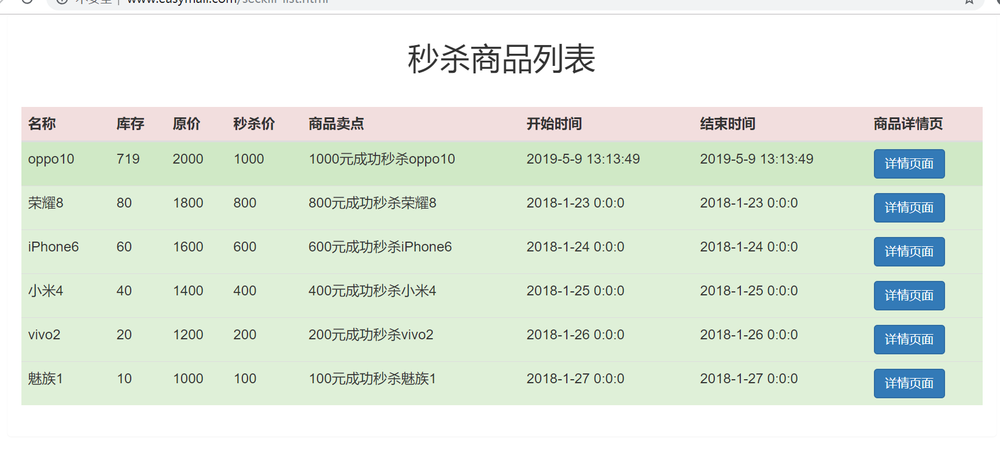 不安全 | www.easymall.com/seckill-list.html
秒杀商品列表
名称 库存 原价 秒杀价 商品卖点 开始时间 结束时间 商品详情页
oppo10 719 2000 1000 1000元成功秒杀oppo10 2019-5-9 13:13:49 2019-5-9 13:13:49 详情页面
荣耀8 80 1800 800 800元成功秒杀荣耀8 2018-1-23 0:0:0 2018-1-23 0:0:0 详情页面
iPhone6 60 1600 600 600元成功秒杀iPhone6 2018-1-24 0:0:0 2018-1-24 0:0:0 详情页面
小米4 40 1400 400 400元成功秒杀小米4 2018-1-25 0:0:0 2018-1-25 0:0:0 详情页面
vivo2 20 1200 200 200元成功秒杀vivo2 2018-1-26 0:0:0 2018-1-26 0:0:0 详情页面
魅族1 10 1000 100 100元成功秒杀魅族1 2018-1-27 0:0:0 2018-1-27 0:0:0 详情页面